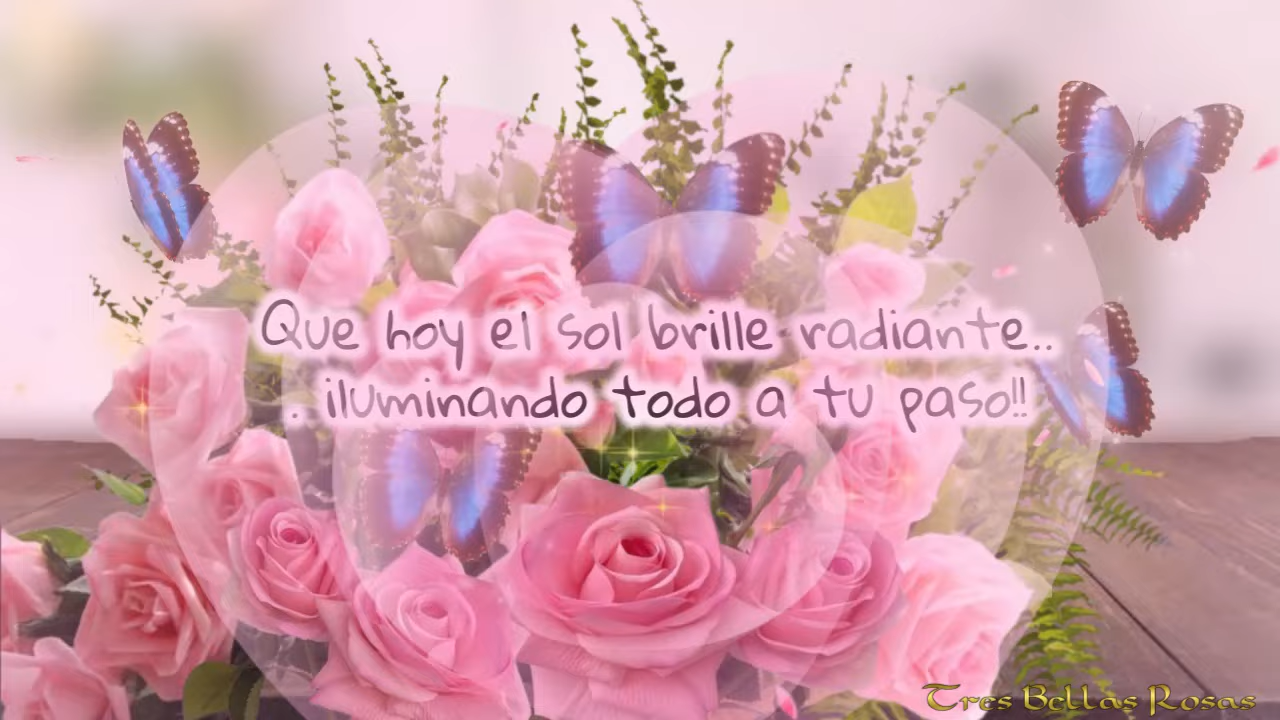 Que hoy el sol brille radiante..
. . iluminando todo a tu paso!!
Tres Bellas Rosas